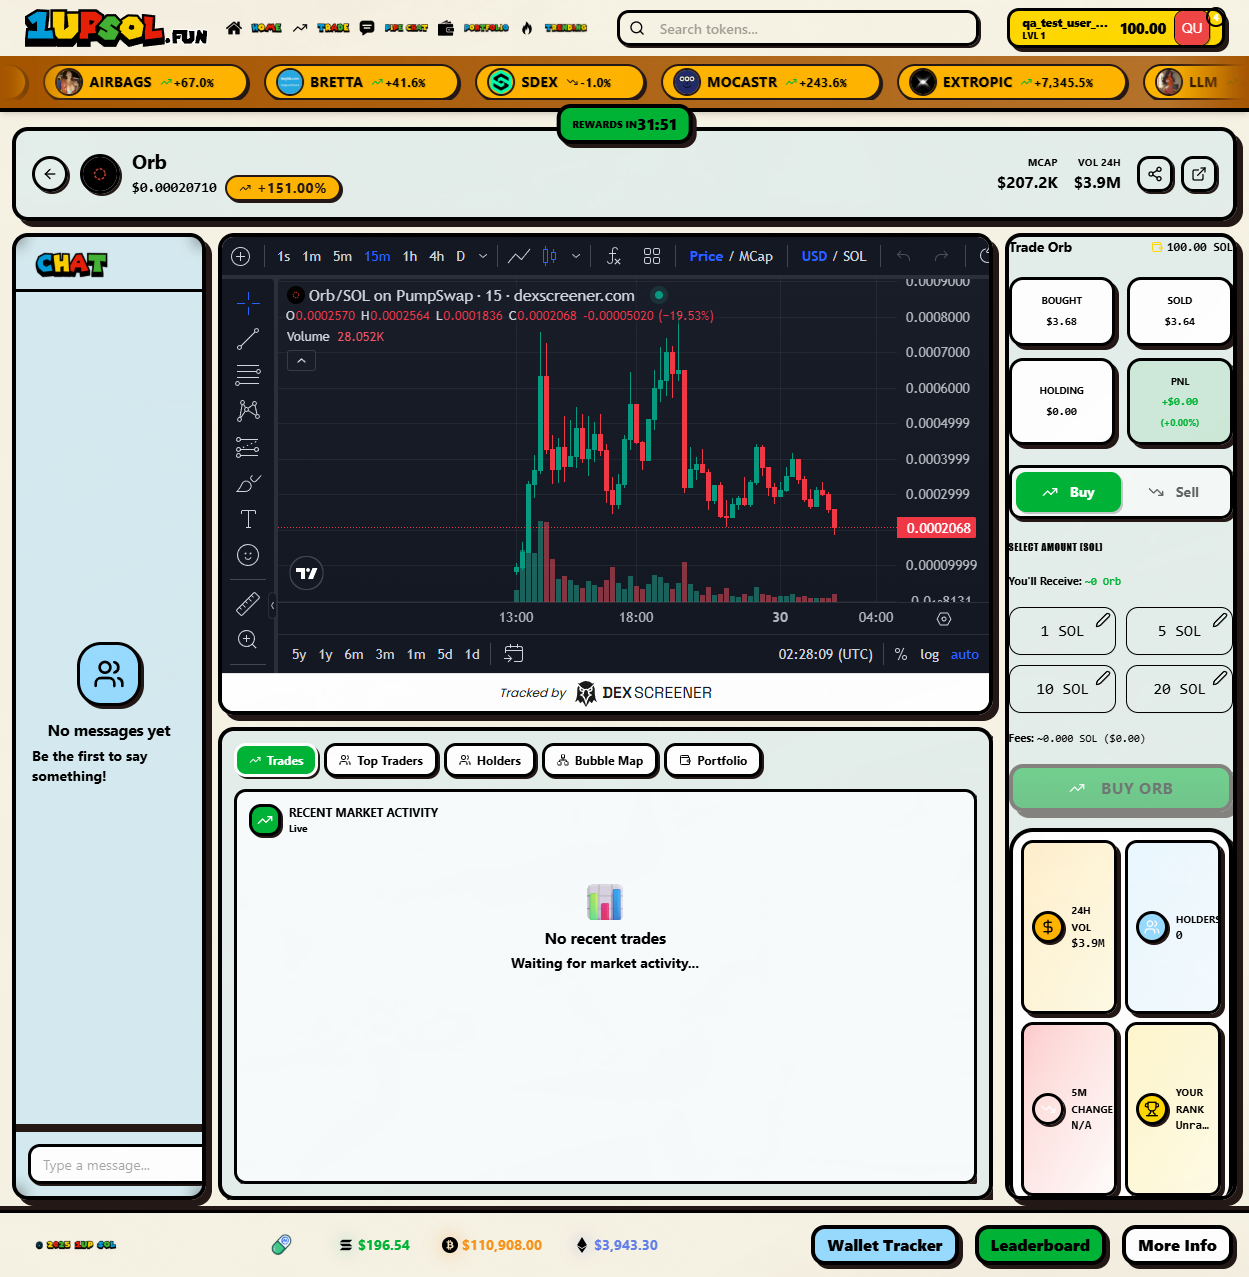 1UPSOL.FUN
HOME
TRADE
PIPE CHAT
PORTFOLIO
TRENDING
Search tokens...
qa_test_user_...
LVL 1
100.00
QU
AIRBAGS +67.0%
BRETTA +41.6%
SDEX -1.0%
MOCASTR +243.6%
EXTROPIC +7,345.5%
LLM
REWARDS IN 31:51
Orb
$0.00020710
+151.00%
MCAP
$207.2K
VOL 24H
$3.9M
CHAT
No messages yet
Be the first to say
something!
Type a message...
1s 1m 5m 15m 1h 4h D
Price / MCap
USD / SOL
Orb/SOL on PumpSwap · 15 · dexscreener.com
O0.0002570 H0.0002564 L0.0001836 C0.0002068 -0.00005020 (-19.53%)
Volume 28.052K
0.0009000
0.0008000
0.0007000
0.0006000
0.0004999
0.0003999
0.0002999
0.0002068
0.00009999
13:00 18:00 30 04:00
5y 1y 6m 3m 1m 5d 1d
02:28:09 (UTC)
% log auto
Tracked by DEX SCREENER
Trades
Top Traders
Holders
Bubble Map
Portfolio
RECENT MARKET ACTIVITY
Live
No recent trades
Waiting for market activity...
Trade Orb
100.00 SOL
BOUGHT
$3.68
SOLD
$3.64
HOLDING
$0.00
PNL
+$0.00
(+0.00%)
Buy
Sell
SELECT AMOUNT (SOL)
You'll Receive: ~0 Orb
1 SOL
5 SOL
10 SOL
20 SOL
Fees: ~0.000 SOL ($0.00)
BUY ORB
24H
VOL
$3.9M
HOLDERS
0
5M
CHANGE
N/A
YOUR
RANK
Unra…
© 2025 1UP SOL
$196.54
$110,908.00
$3,943.30
Wallet Tracker
Leaderboard
More Info